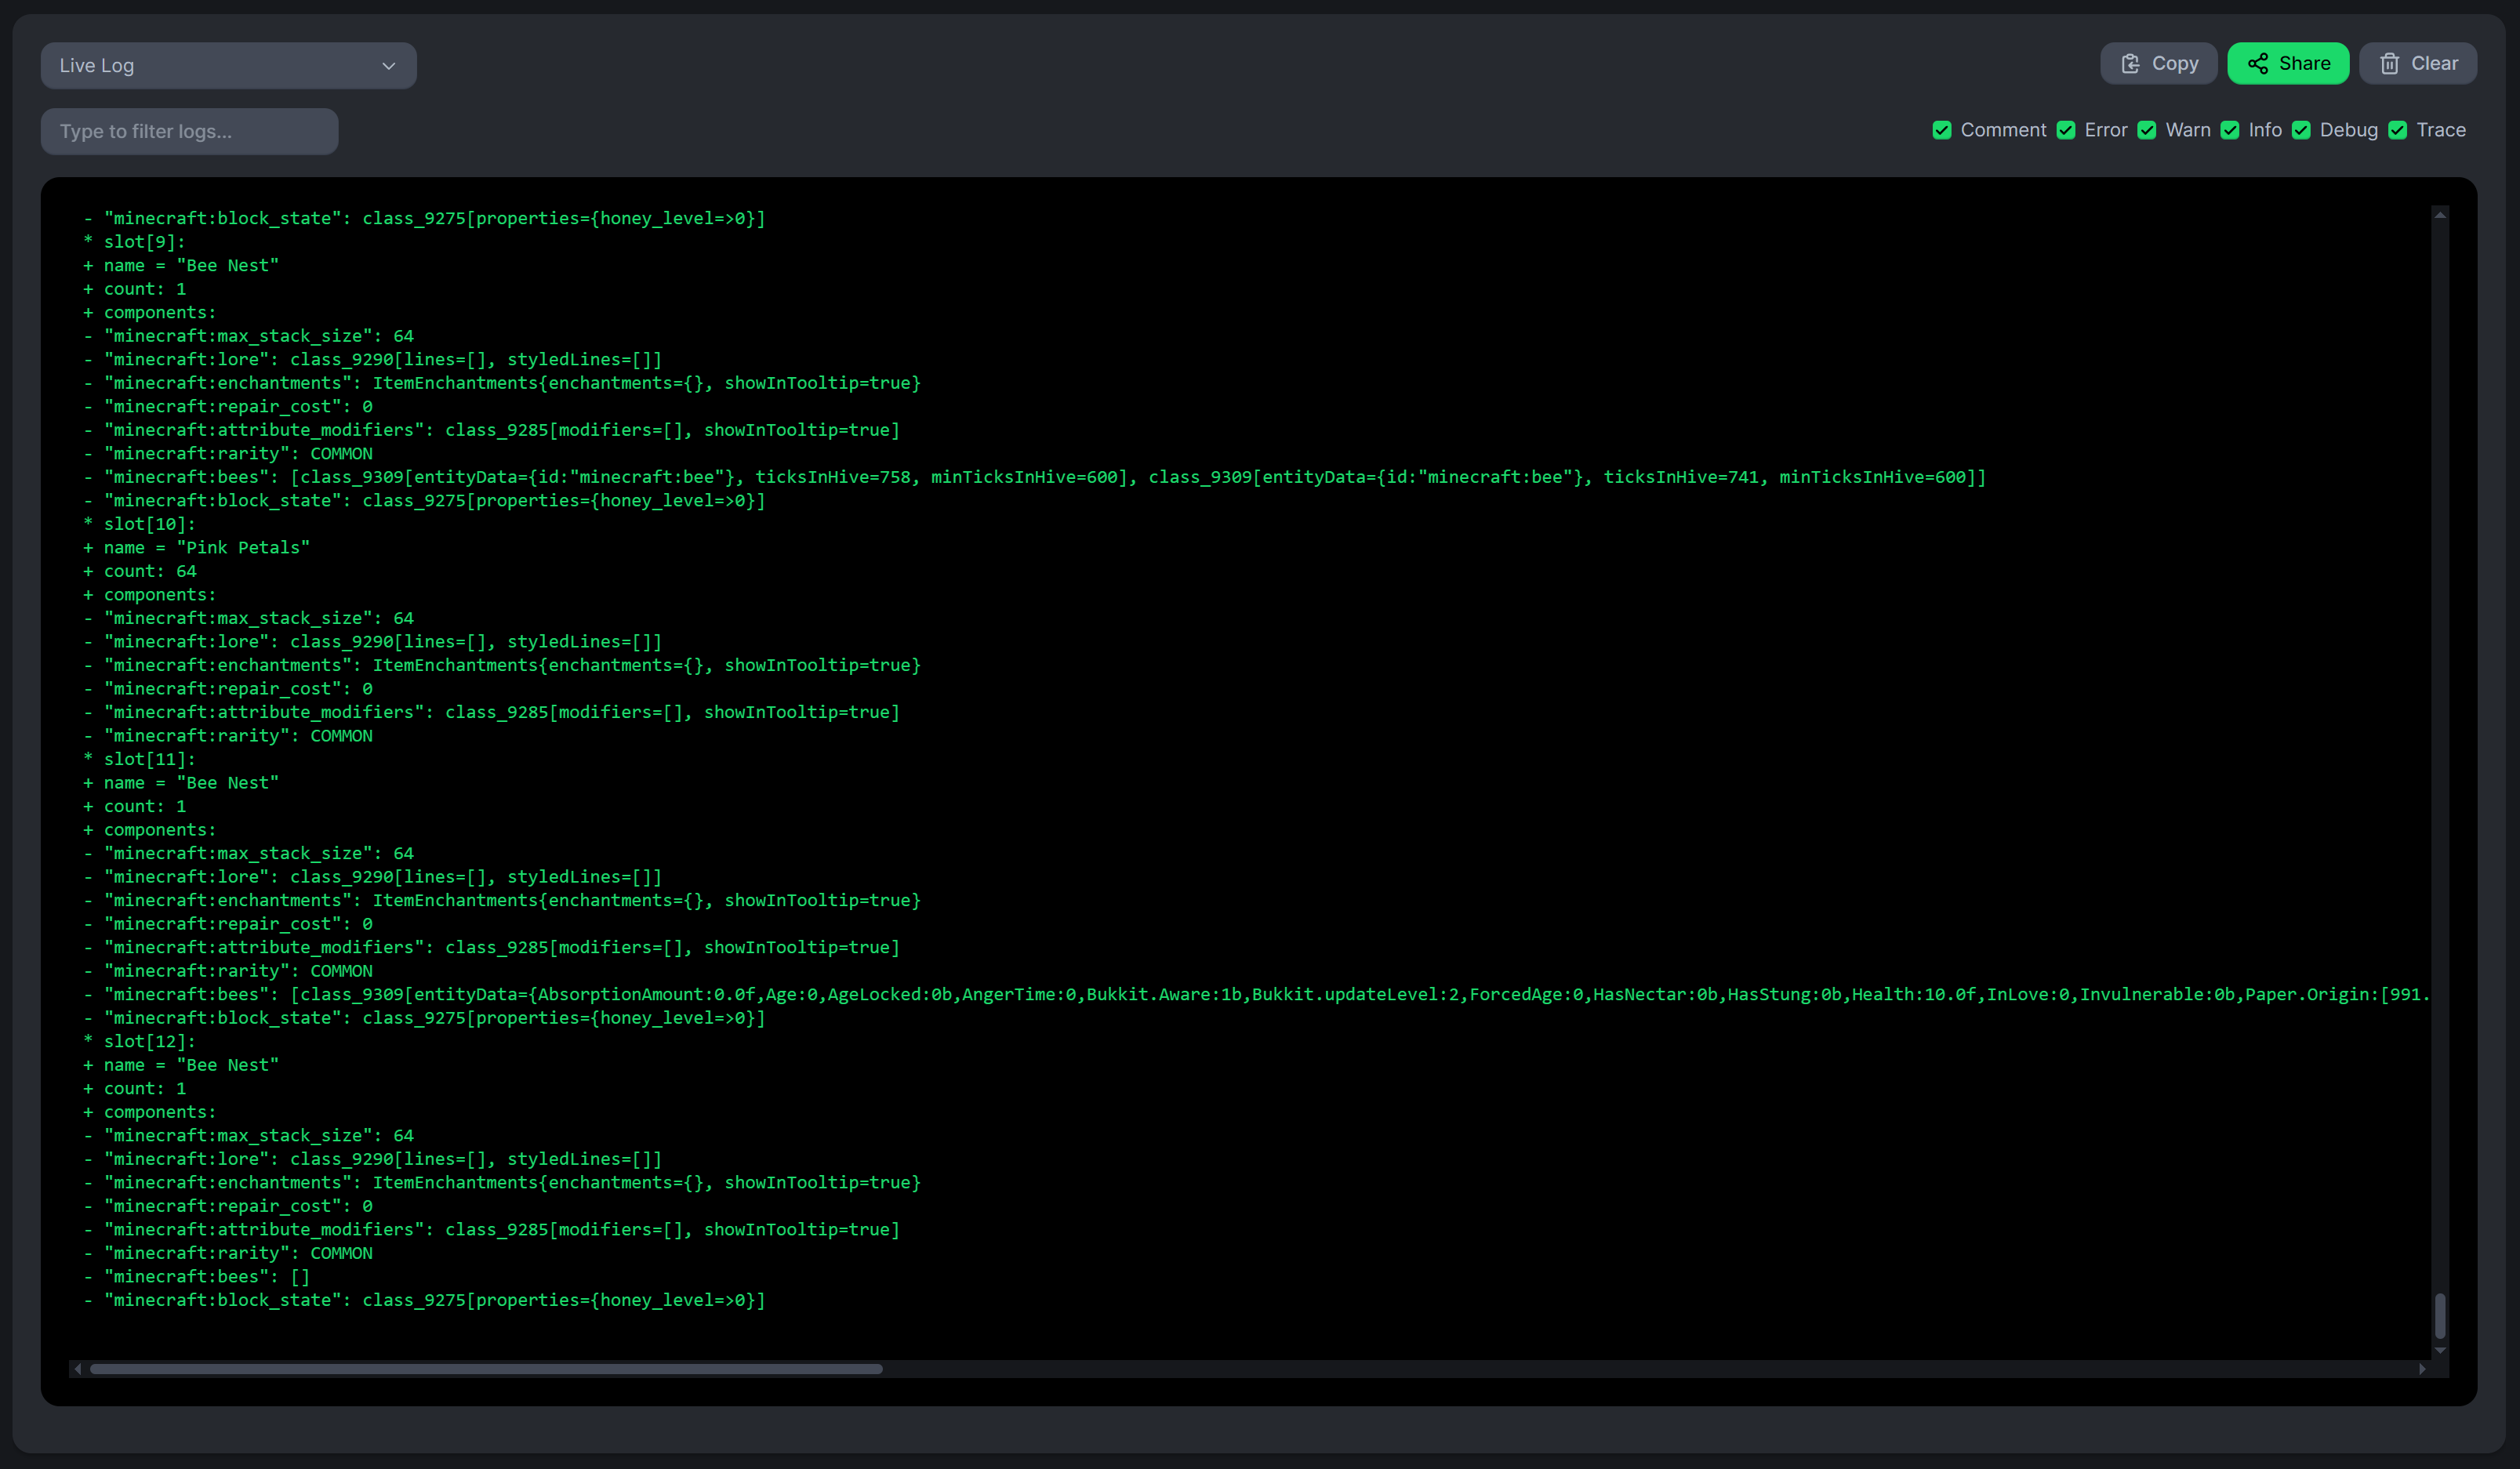 Live Log
Copy
Share
Clear
Type to filter logs...
Comment
Error
Warn
Info
Debug
Trace
- "minecraft:block_state": class_9275[properties={honey_level=>0}]
* slot[9]:
+ name = "Bee Nest"
+ count: 1
+ components:
- "minecraft:max_stack_size": 64
- "minecraft:lore": class_9290[lines=[], styledLines=[]]
- "minecraft:enchantments": ItemEnchantments{enchantments={}, showInTooltip=true}
- "minecraft:repair_cost": 0
- "minecraft:attribute_modifiers": class_9285[modifiers=[], showInTooltip=true]
- "minecraft:rarity": COMMON
- "minecraft:bees": [class_9309[entityData={id:"minecraft:bee"}, ticksInHive=758, minTicksInHive=600], class_9309[entityData={id:"minecraft:bee"}, ticksInHive=741, minTicksInHive=600]]
- "minecraft:block_state": class_9275[properties={honey_level=>0}]
* slot[10]:
+ name = "Pink Petals"
+ count: 64
+ components:
- "minecraft:max_stack_size": 64
- "minecraft:lore": class_9290[lines=[], styledLines=[]]
- "minecraft:enchantments": ItemEnchantments{enchantments={}, showInTooltip=true}
- "minecraft:repair_cost": 0
- "minecraft:attribute_modifiers": class_9285[modifiers=[], showInTooltip=true]
- "minecraft:rarity": COMMON
* slot[11]:
+ name = "Bee Nest"
+ count: 1
+ components:
- "minecraft:max_stack_size": 64
- "minecraft:lore": class_9290[lines=[], styledLines=[]]
- "minecraft:enchantments": ItemEnchantments{enchantments={}, showInTooltip=true}
- "minecraft:repair_cost": 0
- "minecraft:attribute_modifiers": class_9285[modifiers=[], showInTooltip=true]
- "minecraft:rarity": COMMON
- "minecraft:bees": [class_9309[entityData={AbsorptionAmount:0.0f,Age:0,AgeLocked:0b,AngerTime:0,Bukkit.Aware:1b,Bukkit.updateLevel:2,ForcedAge:0,HasNectar:0b,HasStung:0b,Health:10.0f,InLove:0,Invulnerable:0b,Paper.Origin:[991.
- "minecraft:block_state": class_9275[properties={honey_level=>0}]
* slot[12]:
+ name = "Bee Nest"
+ count: 1
+ components:
- "minecraft:max_stack_size": 64
- "minecraft:lore": class_9290[lines=[], styledLines=[]]
- "minecraft:enchantments": ItemEnchantments{enchantments={}, showInTooltip=true}
- "minecraft:repair_cost": 0
- "minecraft:attribute_modifiers": class_9285[modifiers=[], showInTooltip=true]
- "minecraft:rarity": COMMON
- "minecraft:bees": []
- "minecraft:block_state": class_9275[properties={honey_level=>0}]